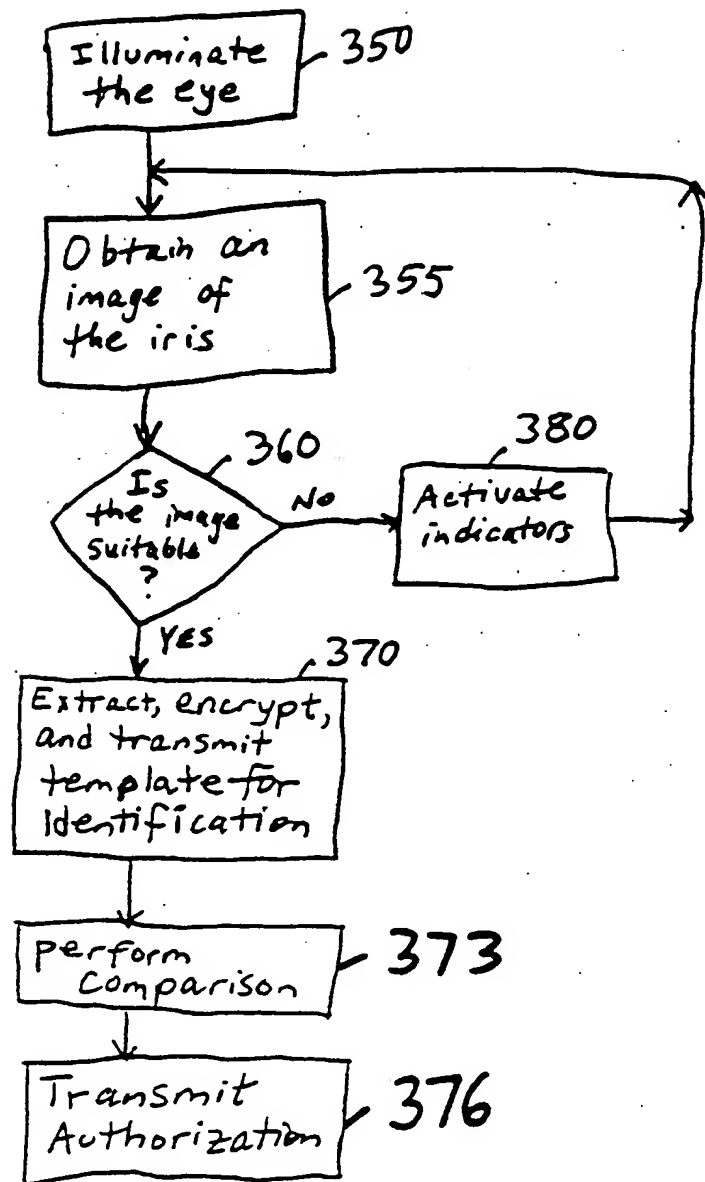 Illuminate
the eye
350
Obtain an
image of
the iris
355
360
Is
the image
suitable
?
No
380
Activate
indicators
YES
370
Extract, encrypt,
and transmit
template for
Identification
perform
Comparison
373
Transmit
Authorization
376